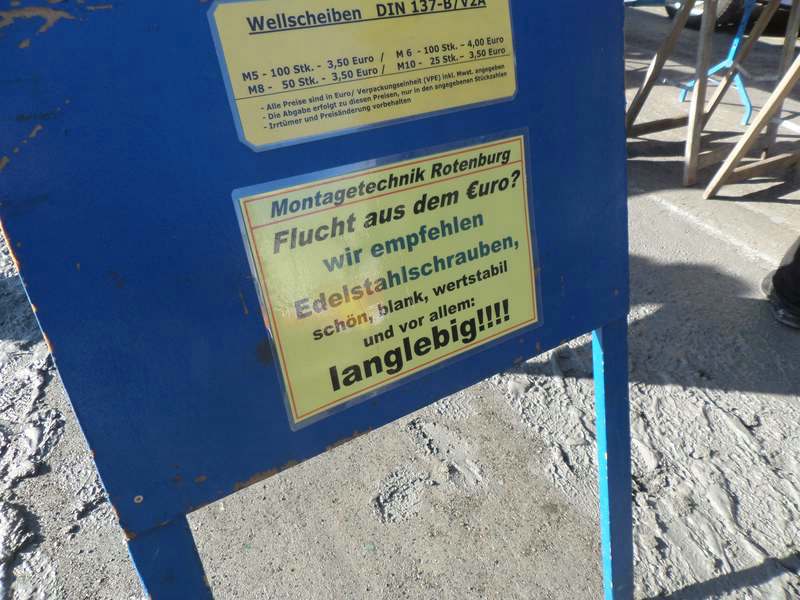 Wellscheiben DIN 137-B/V2A
M5 - 100 Stk. - 3,50 Euro / M 6 - 100 Stk. - 4,00 Euro
M8 - 50 Stk. - 3,50 Euro / M10 - 25 Stk. - 3,50 Euro
- Alle Preise sind in Euro/ Verpackungseinheit (VPE) inkl. Mwst. angegeben
- Die Abgabe erfolgt zu diesen Preisen, nur in den angegebenen Stückzahlen
- Irrtümer und Preisänderung vorbehalten
Montagetechnik Rotenburg
Flucht aus dem €uro?
wir empfehlen
Edelstahlschrauben,
schön, blank, wertstabil
und vor allem:
langlebig!!!!